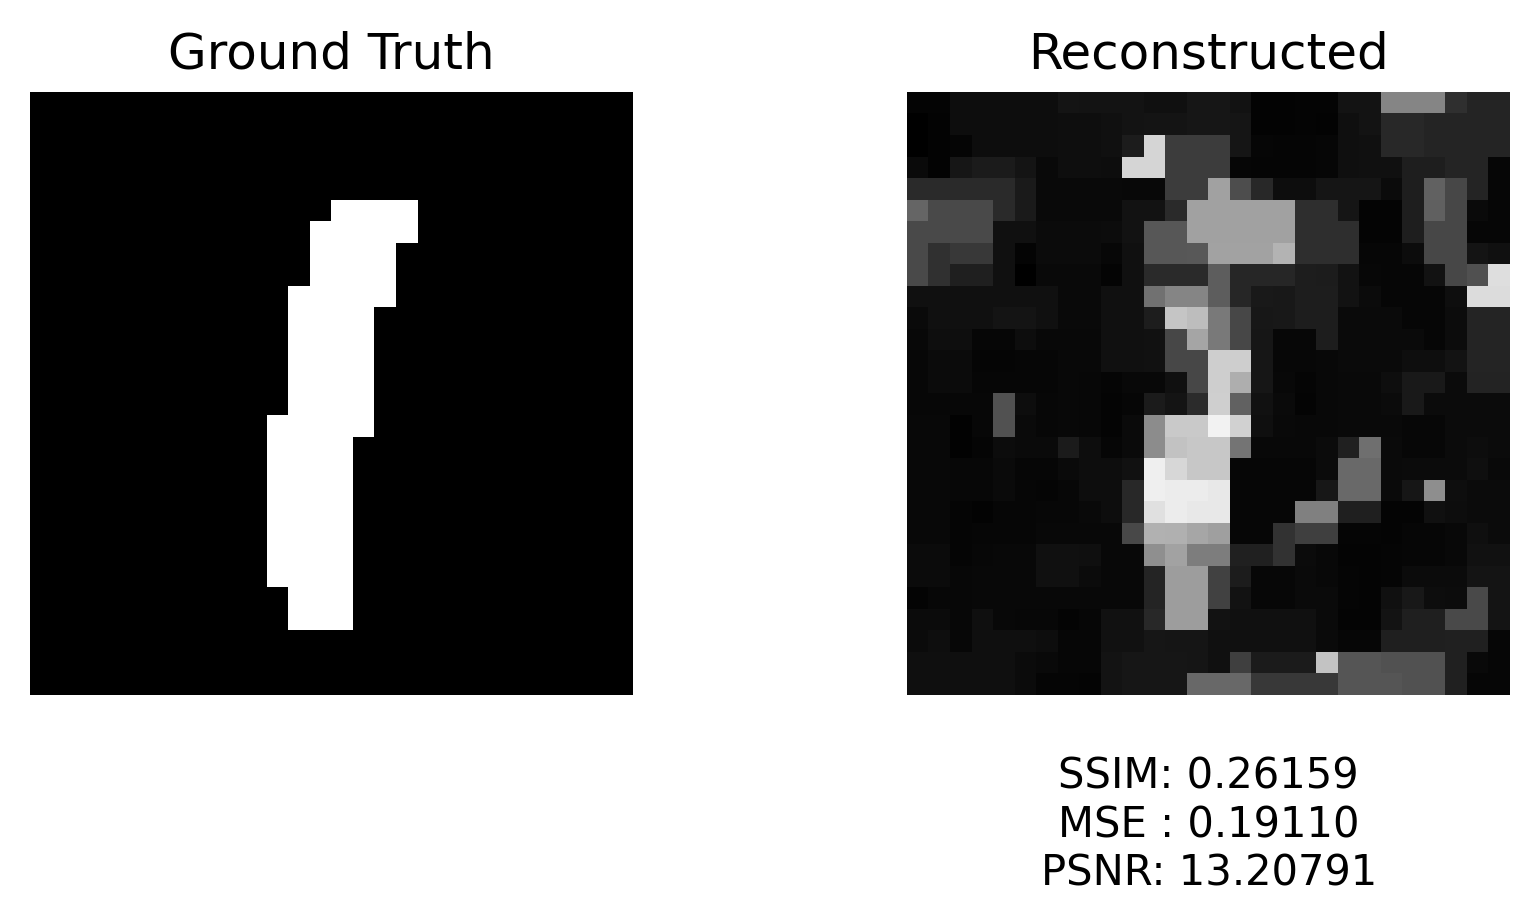 Ground Truth
Reconstructed
SSIM: 0.26159
MSE : 0.19110
PSNR: 13.20791